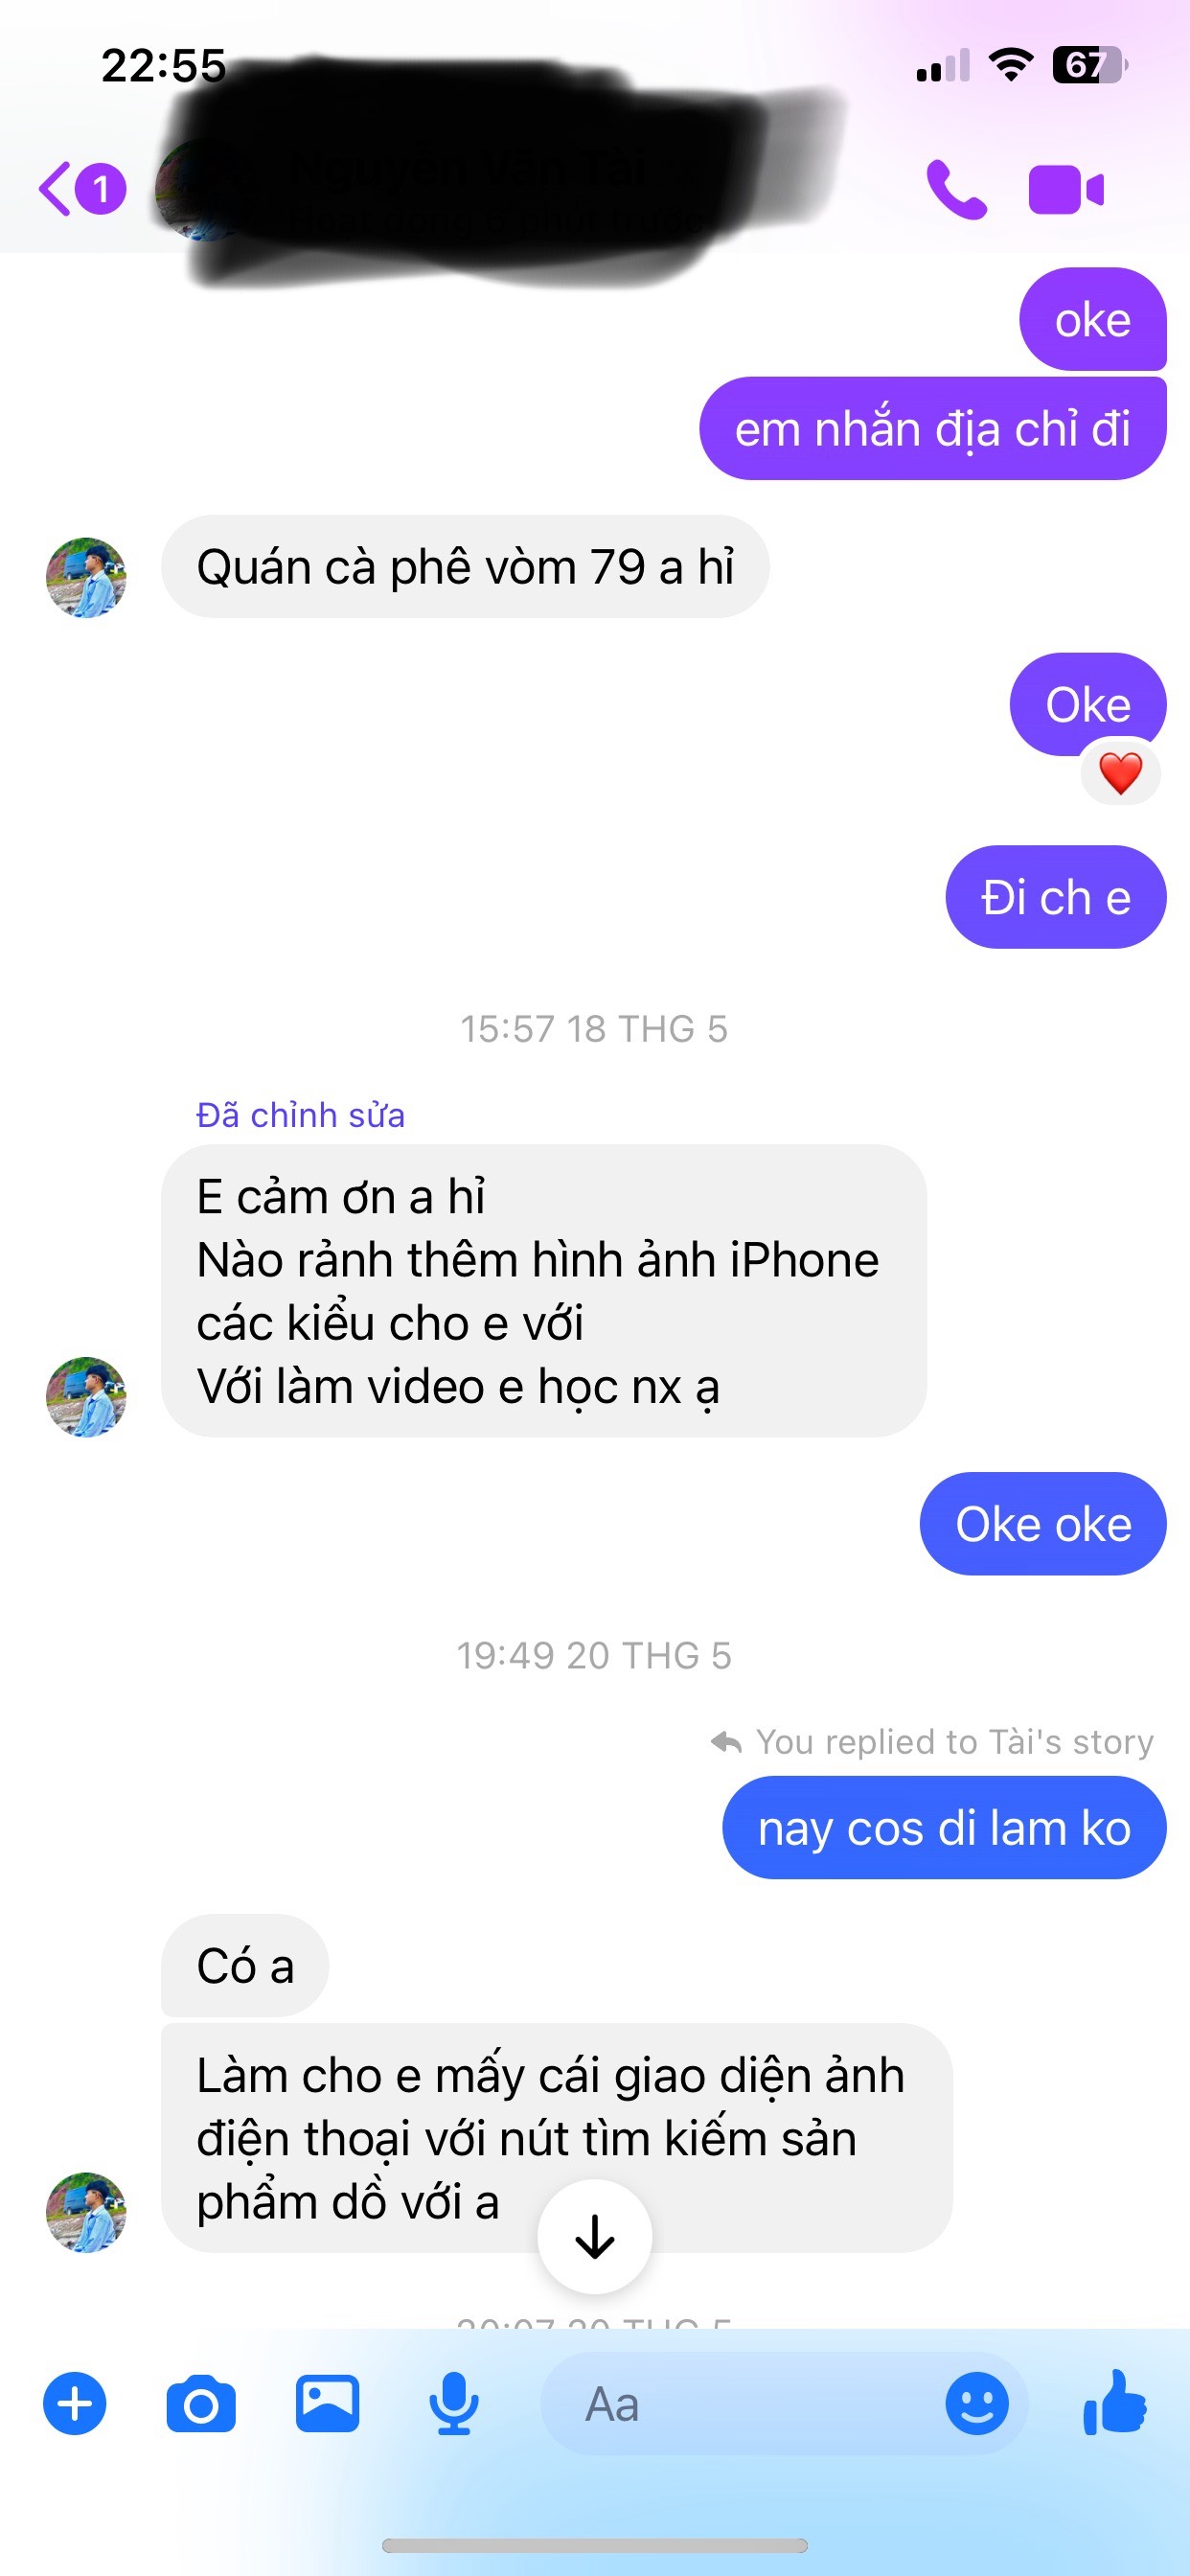 22:55
67
1
oke
em nhắn địa chỉ đi
Quán cà phê vòm 79 a hỉ
Oke
Đi ch e
15:57 18 THG 5
Đã chỉnh sửa
E cảm ơn a hỉ
Nào rảnh thêm hình ảnh iPhone
các kiểu cho e với
Với làm video e học nx ạ
Oke oke
19:49 20 THG 5
You replied to Tài's story
nay cos di lam ko
Có a
Làm cho e mấy cái giao diện ảnh
điện thoại với nút tìm kiếm sản
phẩm dồ với a
Aa